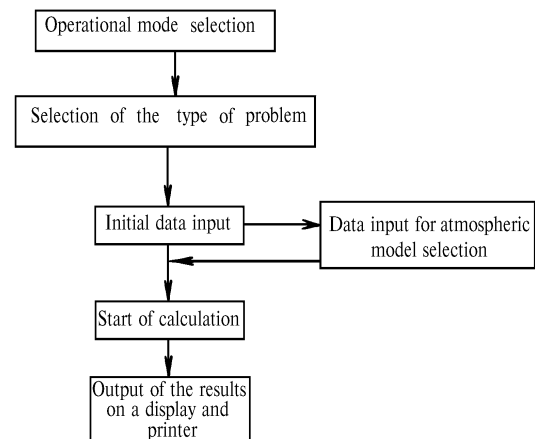 Operational mode selection
Selection of the type of problem
Initial data input
Data input for atmospheric
model selection
Start of calculation
Output of the results
on a display and
printer